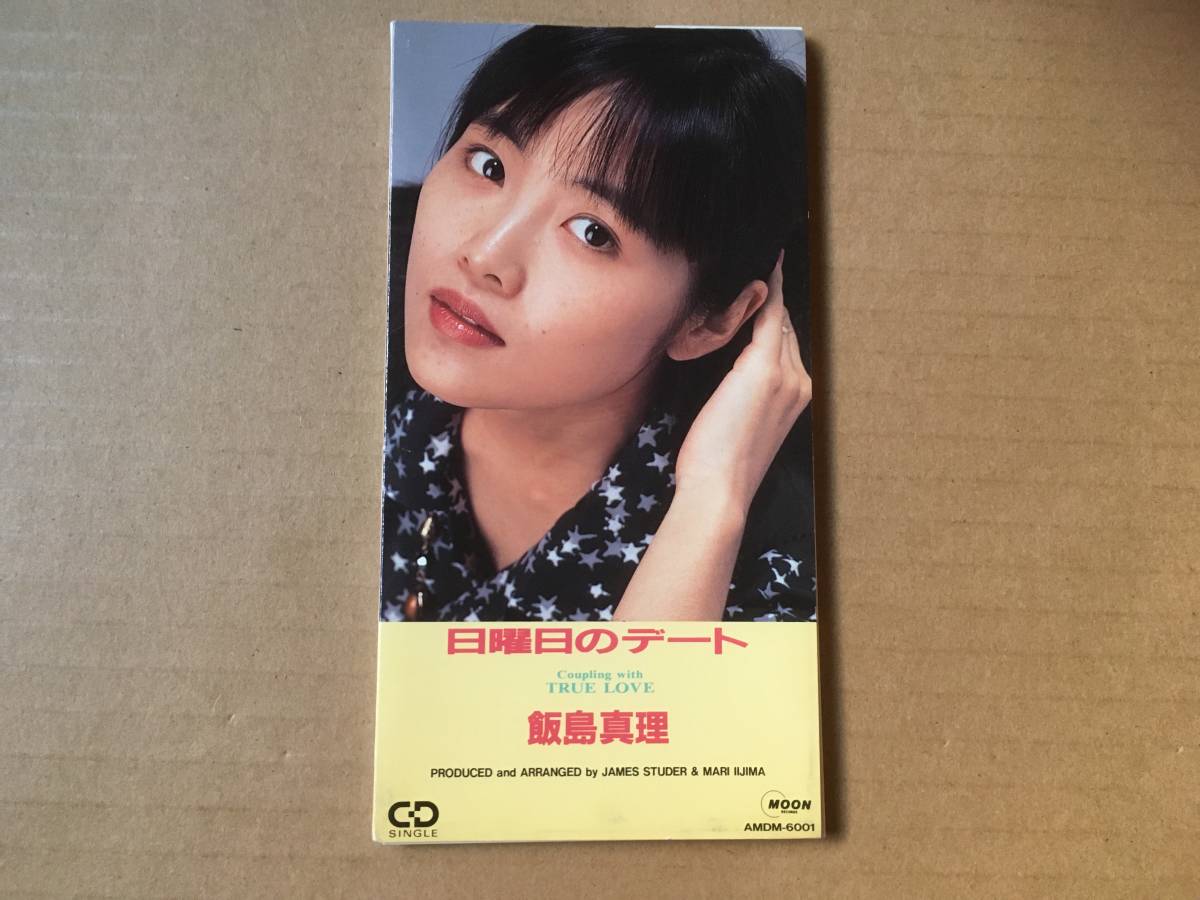 日曜日のデート
Coupling with
TRUE LOVE
飯島真理
PRODUCED and ARRANGED by JAMES STUDER & MARI IIJIMA
CD
SINGLE
MOON
RECORDS
AMDM-6001